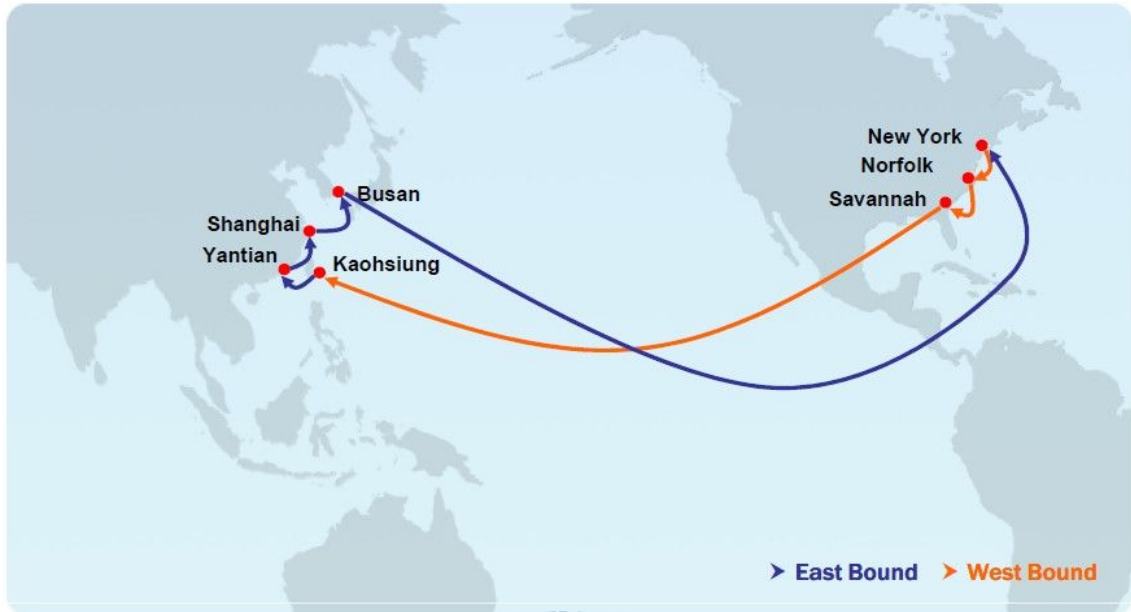 New York
Norfolk
Savannah
Busan
Shanghai
Yantian
Kaohsiung
East Bound
West Bound